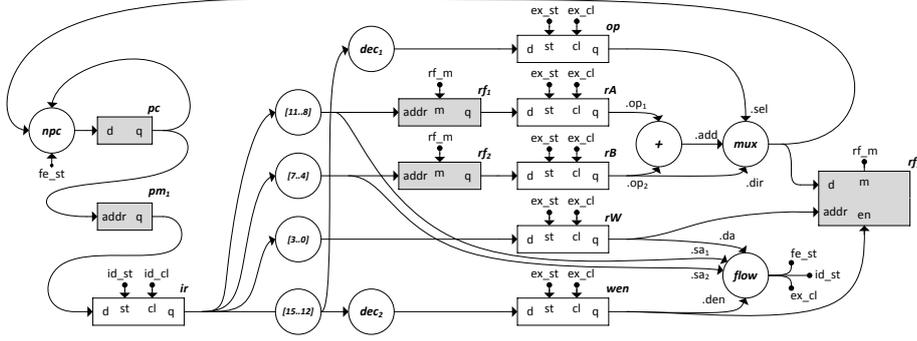 ex_st ex_cl op
dec₁
d st cl q
rf_m rf₁
ex_st ex_cl rA
[11..8]
addr m q
d st cl q
.op₁
.sel
pc
npc
d q
fe_st
+
.add
mux
rf_m rf₂
ex_st ex_cl rB
[7..4]
addr m q
d st cl q
.op₂
.dir
rf_m rf
d m
addr en
pm₁
addr q
ex_st ex_cl rW
[3..0]
d st cl q
.da
.sa₁
.sa₂
flow
fe_st
id_st
ex_cl
id_st id_cl ir
d st cl q
[15..12]
dec₂
ex_st ex_cl wen
d st cl q
.den